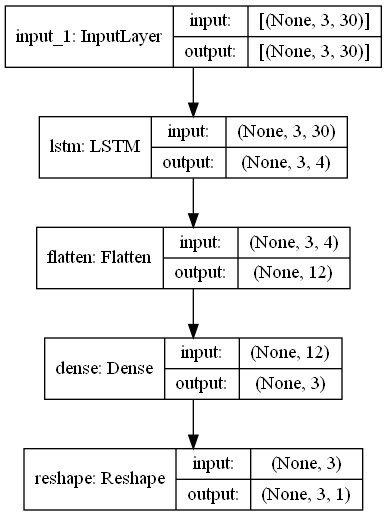 input_1: InputLayer
input: [(None, 3, 30)]
output: [(None, 3, 30)]
lstm: LSTM
input: (None, 3, 30)
output: (None, 3, 4)
flatten: Flatten
input: (None, 3, 4)
output: (None, 12)
dense: Dense
input: (None, 12)
output: (None, 3)
reshape: Reshape
input: (None, 3)
output: (None, 3, 1)